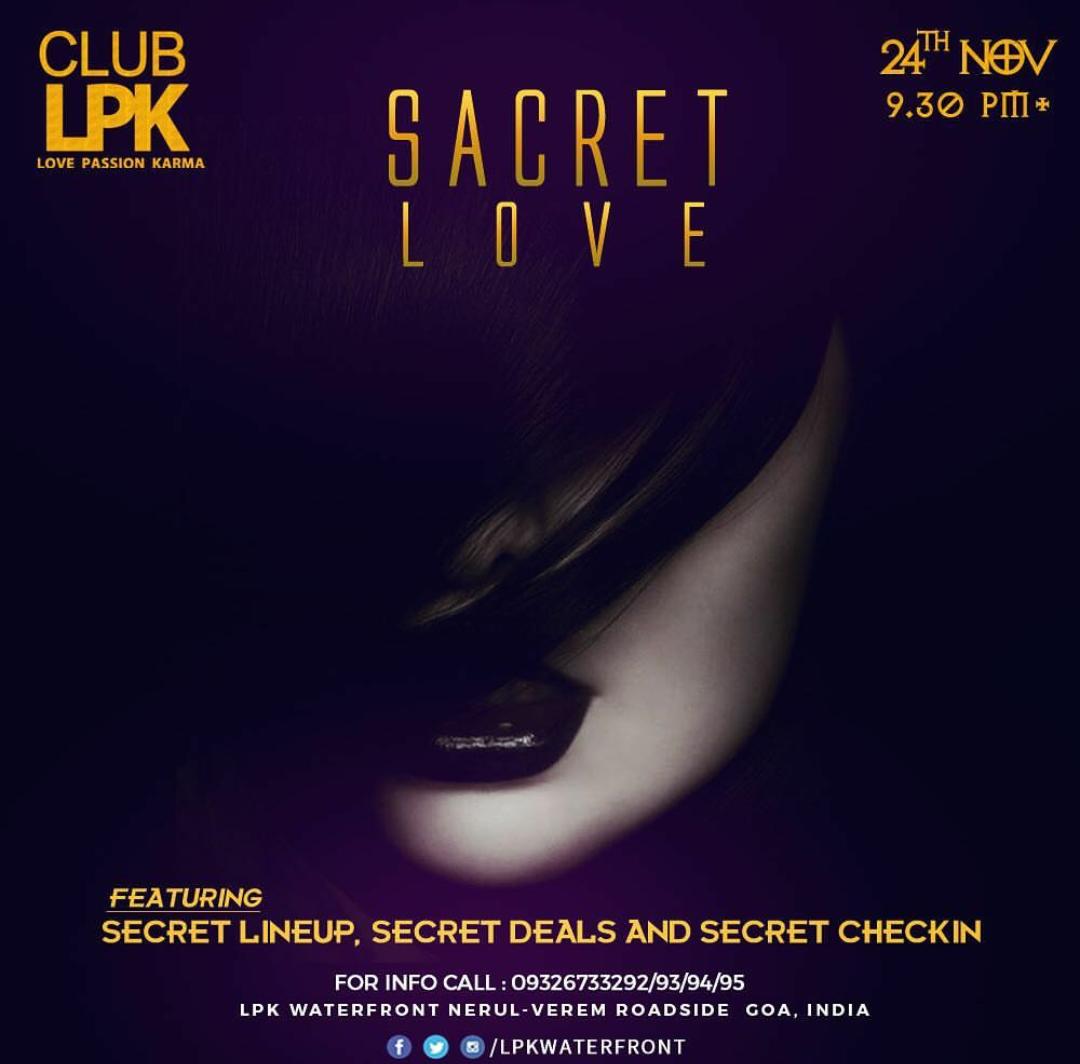 CLUB
LPK
LOVE PASSION KARMA
24TH NOV
9.30 PM+
SACRET
LOVE
FEATURING
SECRET LINEUP, SECRET DEALS AND SECRET CHECKIN
FOR INFO CALL : 09326733292/93/94/95
LPK WATERFRONT NERUL-VEREM ROADSIDE GOA, INDIA
/LPKWATERFRONT